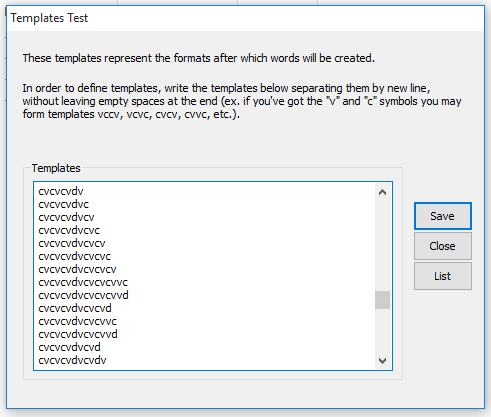 Templates Test
These templates represent the formats after which words will be created.
In order to define templates, write the templates below separating them by new line,
without leaving empty spaces at the end (ex. if you've got the "v" and "c" symbols you may
form templates vccv, vcvc, cvcv, cvvc, etc.).
Templates
cvcvcvdv
cvcvcvdvc
cvcvcvdvcv
cvcvcvdvcvc
cvcvcvdvcvcv
cvcvcvdvcvcvc
cvcvcvdvcvcvcv
cvcvcvdvcvcvcvvc
cvcvcvdvcvcvcvvd
cvcvcvdvcvcvd
cvcvcvdvcvcvvc
cvcvcvdvcvcvvd
cvcvcvdvcvd
cvcvcvdvcvdv
Save
Close
List